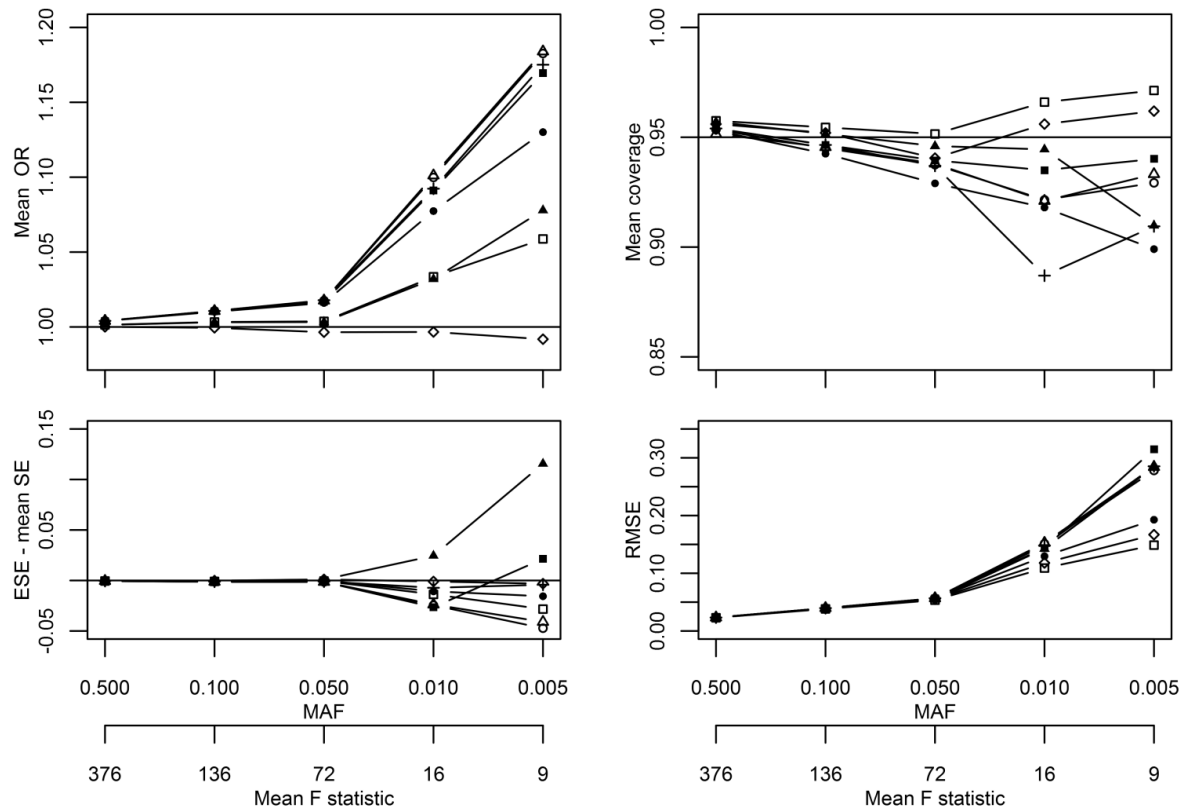 Mean OR
1.20
1.15
1.10
1.05
1.00
Mean coverage
1.00
0.95
0.90
0.85
ESE - mean SE
0.15
0.05
-0.05
RMSE
0.30
0.20
0.10
0.00
0.500 0.100 0.050 0.010 0.005
MAF
376 136 72 16 9
Mean F statistic
0.500 0.100 0.050 0.010 0.005
MAF
376 136 72 16 9
Mean F statistic